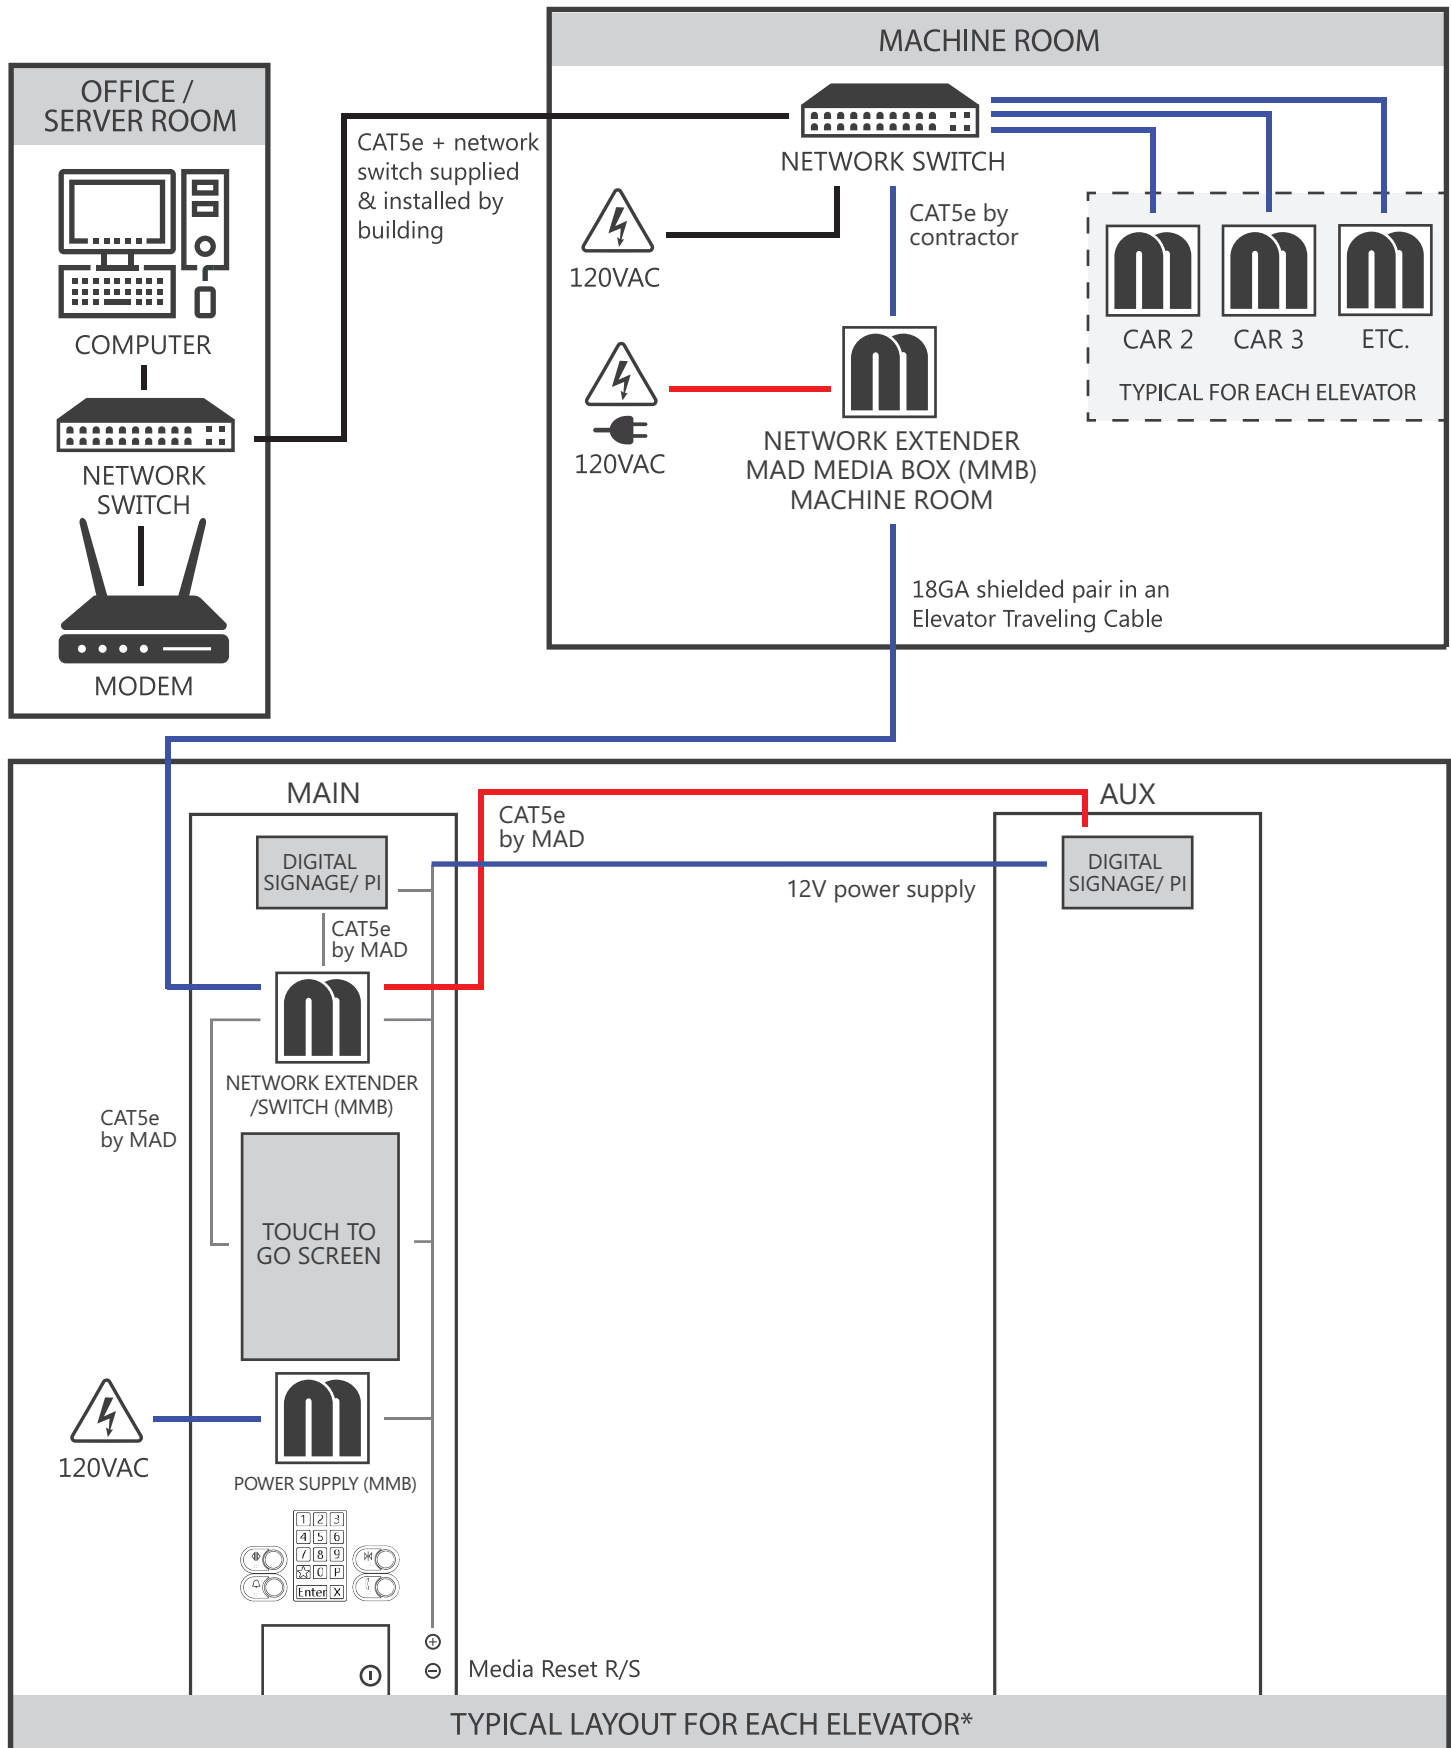 OFFICE /
SERVER ROOM
COMPUTER
NETWORK
SWITCH
MODEM
CAT5e + network
switch supplied
& installed by
building
MACHINE ROOM
NETWORK SWITCH
120VAC
CAT5e by
contractor
CAR 2
CAR 3
ETC.
TYPICAL FOR EACH ELEVATOR
120VAC
NETWORK EXTENDER
MAD MEDIA BOX (MMB)
MACHINE ROOM
18GA shielded pair in an
Elevator Traveling Cable
MAIN
DIGITAL
SIGNAGE/ PI
CAT5e
by MAD
CAT5e
by MAD
12V power supply
AUX
DIGITAL
SIGNAGE/ PI
NETWORK EXTENDER
/SWITCH (MMB)
CAT5e
by MAD
TOUCH TO
GO SCREEN
120VAC
POWER SUPPLY (MMB)
1 2 3
4 5 6
7 8 9
0 P
Enter X
Media Reset R/S
TYPICAL LAYOUT FOR EACH ELEVATOR*